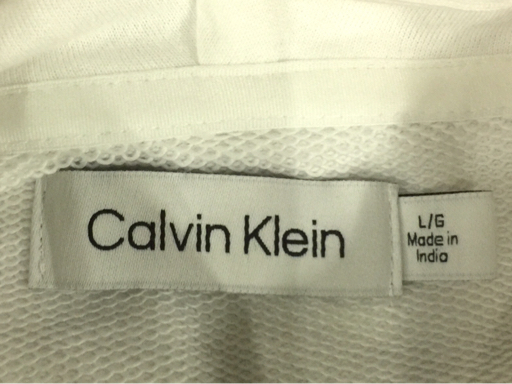 Calvin Klein
L/G
Made in
India